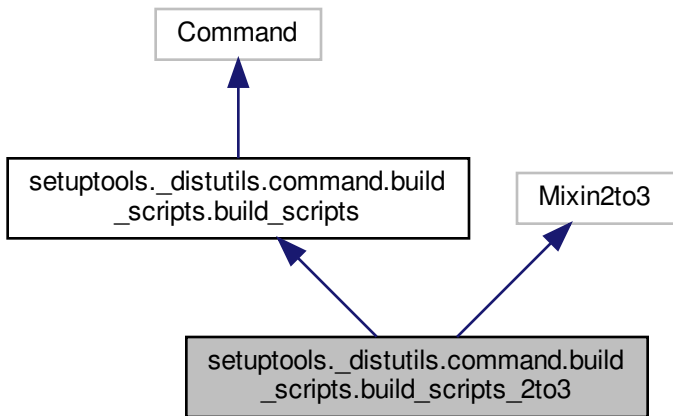 Command
setuptools._distutils.command.build
_scripts.build_scripts
Mixin2to3
setuptools._distutils.command.build
_scripts.build_scripts_2to3